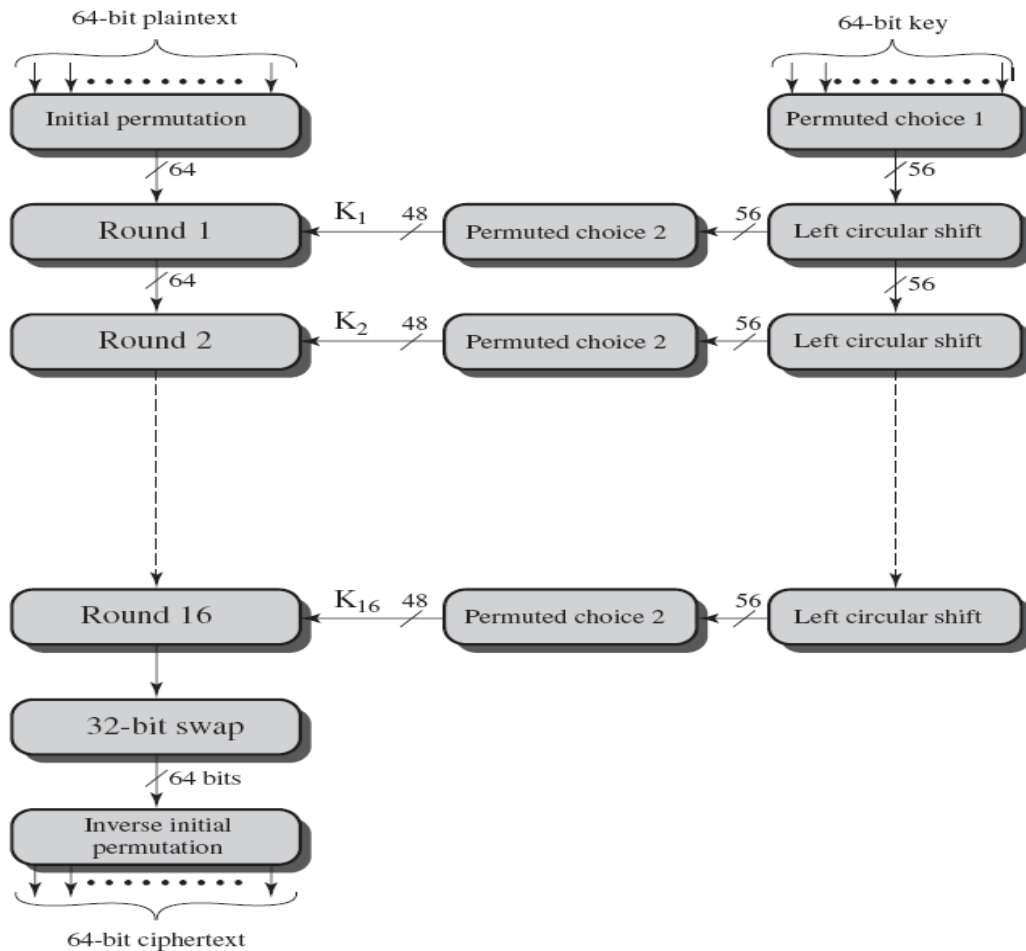 64-bit plaintext
64-bit key
Initial permutation
Permuted choice 1
64
56
Round 1
K1
48
Permuted choice 2
56
Left circular shift
64
56
Round 2
K2
48
Permuted choice 2
56
Left circular shift
Round 16
K16
48
Permuted choice 2
56
Left circular shift
32-bit swap
64 bits
Inverse initial
permutation
64-bit ciphertext